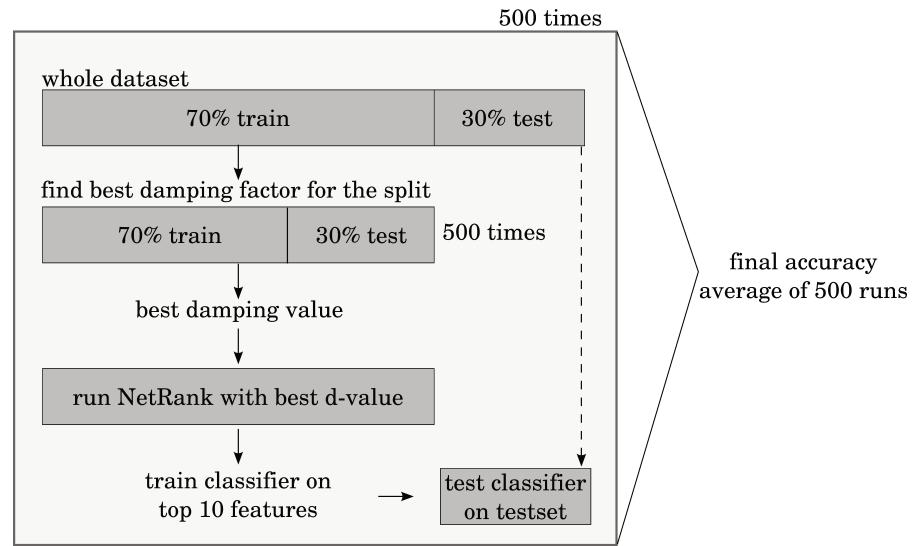 500 times
whole dataset
70% train
30% test
find best damping factor for the split
70% train
30% test
500 times
best damping value
run NetRank with best d-value
train classifier on
top 10 features
test classifier
on testset
final accuracy
average of 500 runs